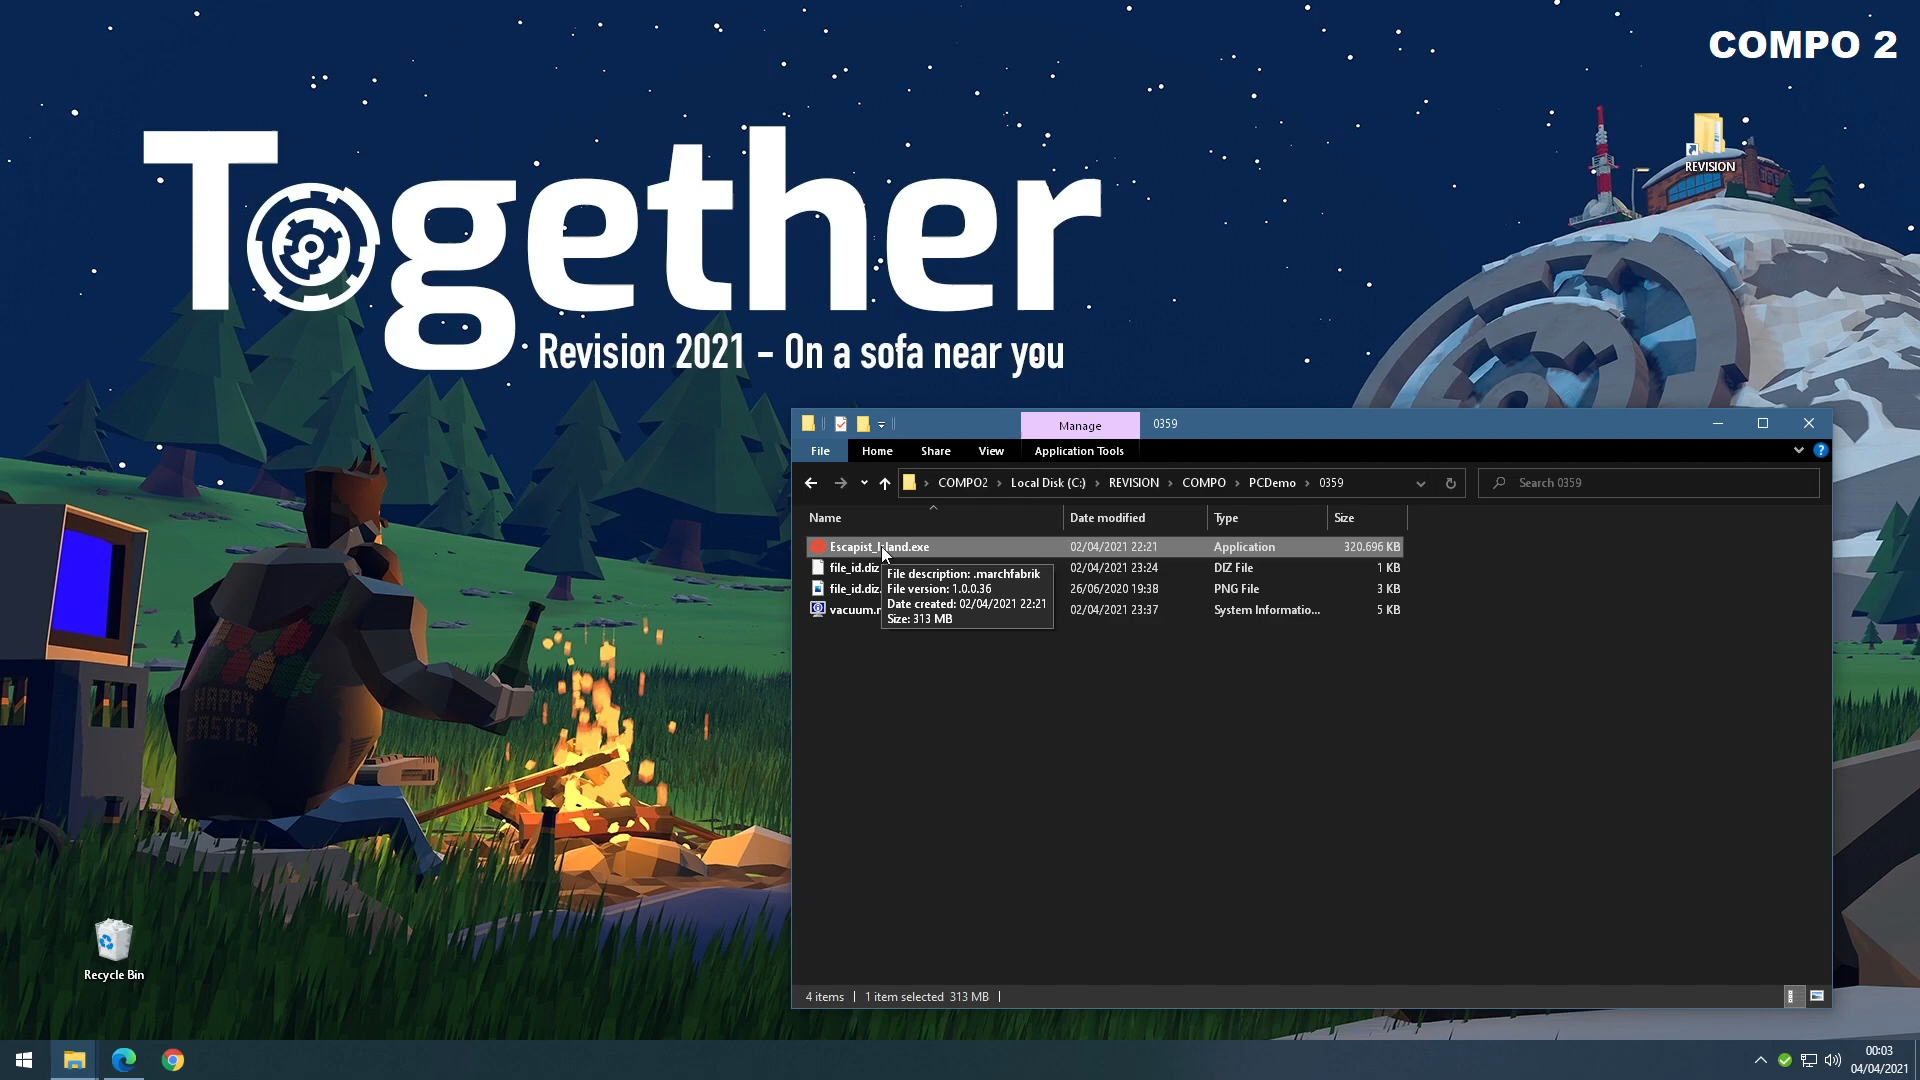 COMPO 2
Together
Revision 2021 - On a sofa near you
REVISION
HAPPY
EASTER
Manage
0359
File
Home
Share
View
Application Tools
COMPO2 › Local Disk (C:) › REVISION › COMPO › PCDemo › 0359
Search 0359
Name
Date modified
Type
Size
Escapist_Island.exe
02/04/2021 22:21
Application
320.696 KB
file_id.diz
02/04/2021 23:24
DIZ File
1 KB
file_id.diz.
26/06/2020 19:38
PNG File
3 KB
02/04/2021 23:37
System Informatio...
5 KB
File description: .marchfabrik
File version: 1.0.0.36
Date created: 02/04/2021 22:21
Size: 313 MB
4 items
1 item selected 313 MB
Recycle Bin
00:03
04/04/2021